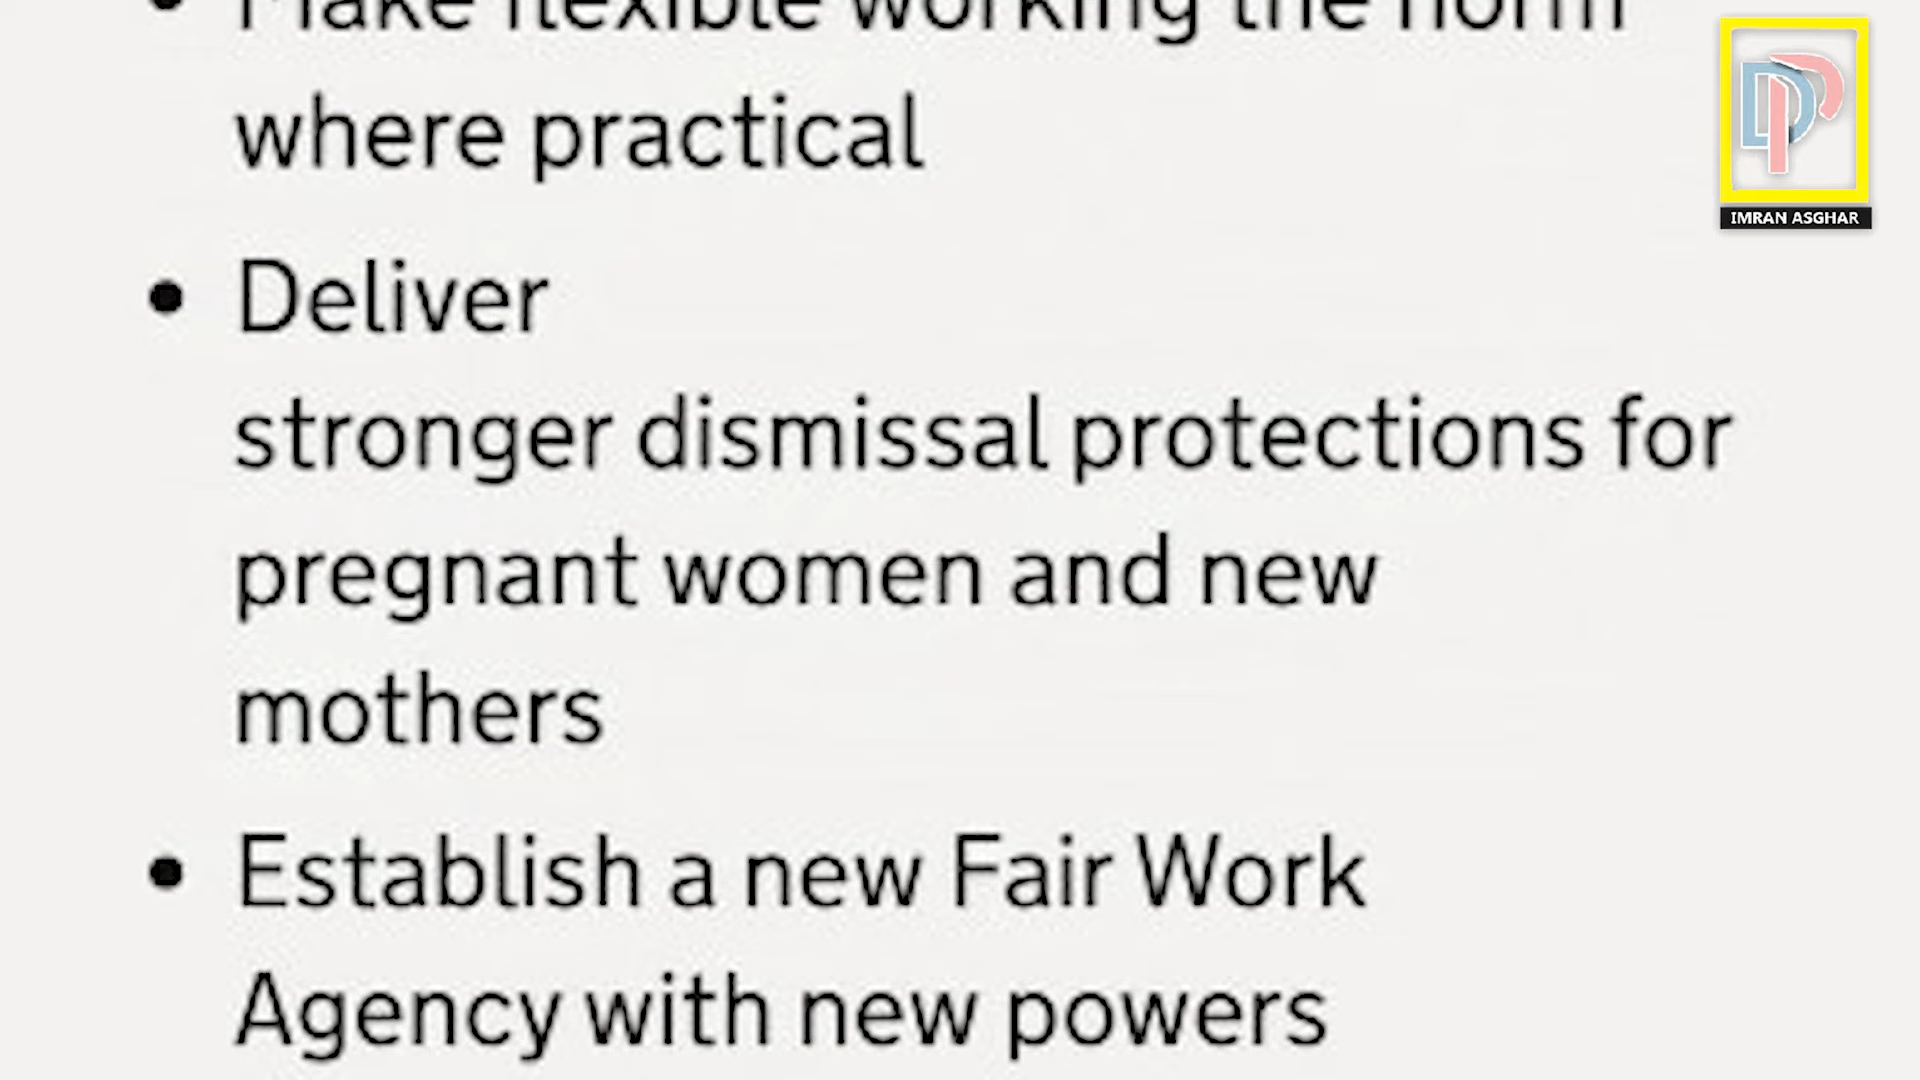 • Make flexible working the norm
where practical
• Deliver
stronger dismissal protections for
pregnant women and new
mothers
• Establish a new Fair Work
Agency with new powers
IMRAN ASGHAR